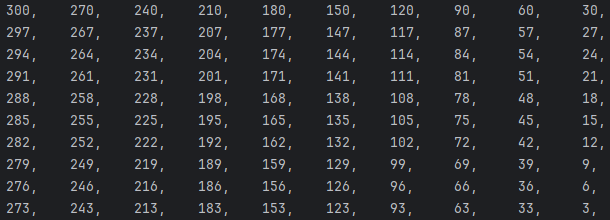 300, 270, 240, 210, 180, 150, 120, 90, 60, 30,
297, 267, 237, 207, 177, 147, 117, 87, 57, 27,
294, 264, 234, 204, 174, 144, 114, 84, 54, 24,
291, 261, 231, 201, 171, 141, 111, 81, 51, 21,
288, 258, 228, 198, 168, 138, 108, 78, 48, 18,
285, 255, 225, 195, 165, 135, 105, 75, 45, 15,
282, 252, 222, 192, 162, 132, 102, 72, 42, 12,
279, 249, 219, 189, 159, 129, 99, 69, 39, 9,
276, 246, 216, 186, 156, 126, 96, 66, 36, 6,
273, 243, 213, 183, 153, 123, 93, 63, 33, 3,